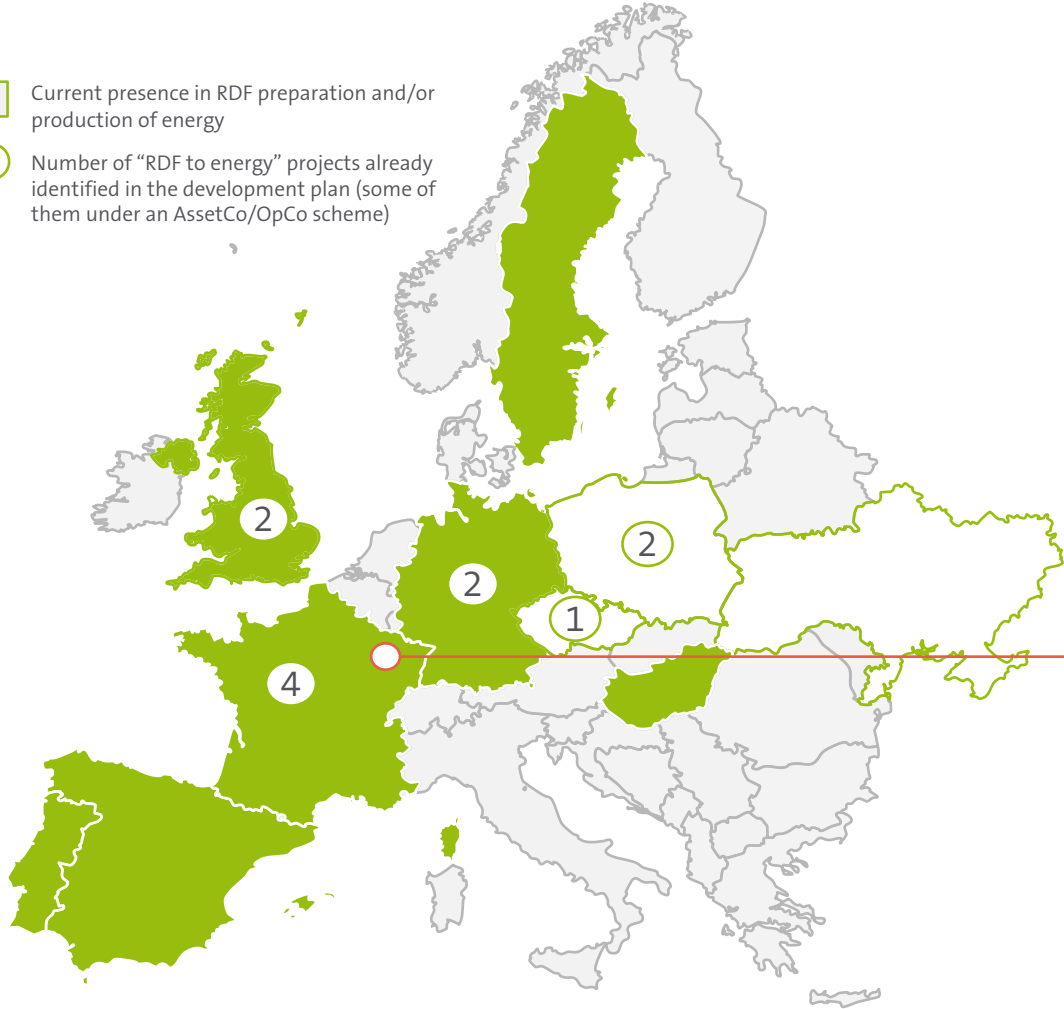 Current presence in RDF preparation and/or
production of energy
Number of “RDF to energy” projects already
identified in the development plan (some of
them under an AssetCo/OpCo scheme)
2
2
2
1
4